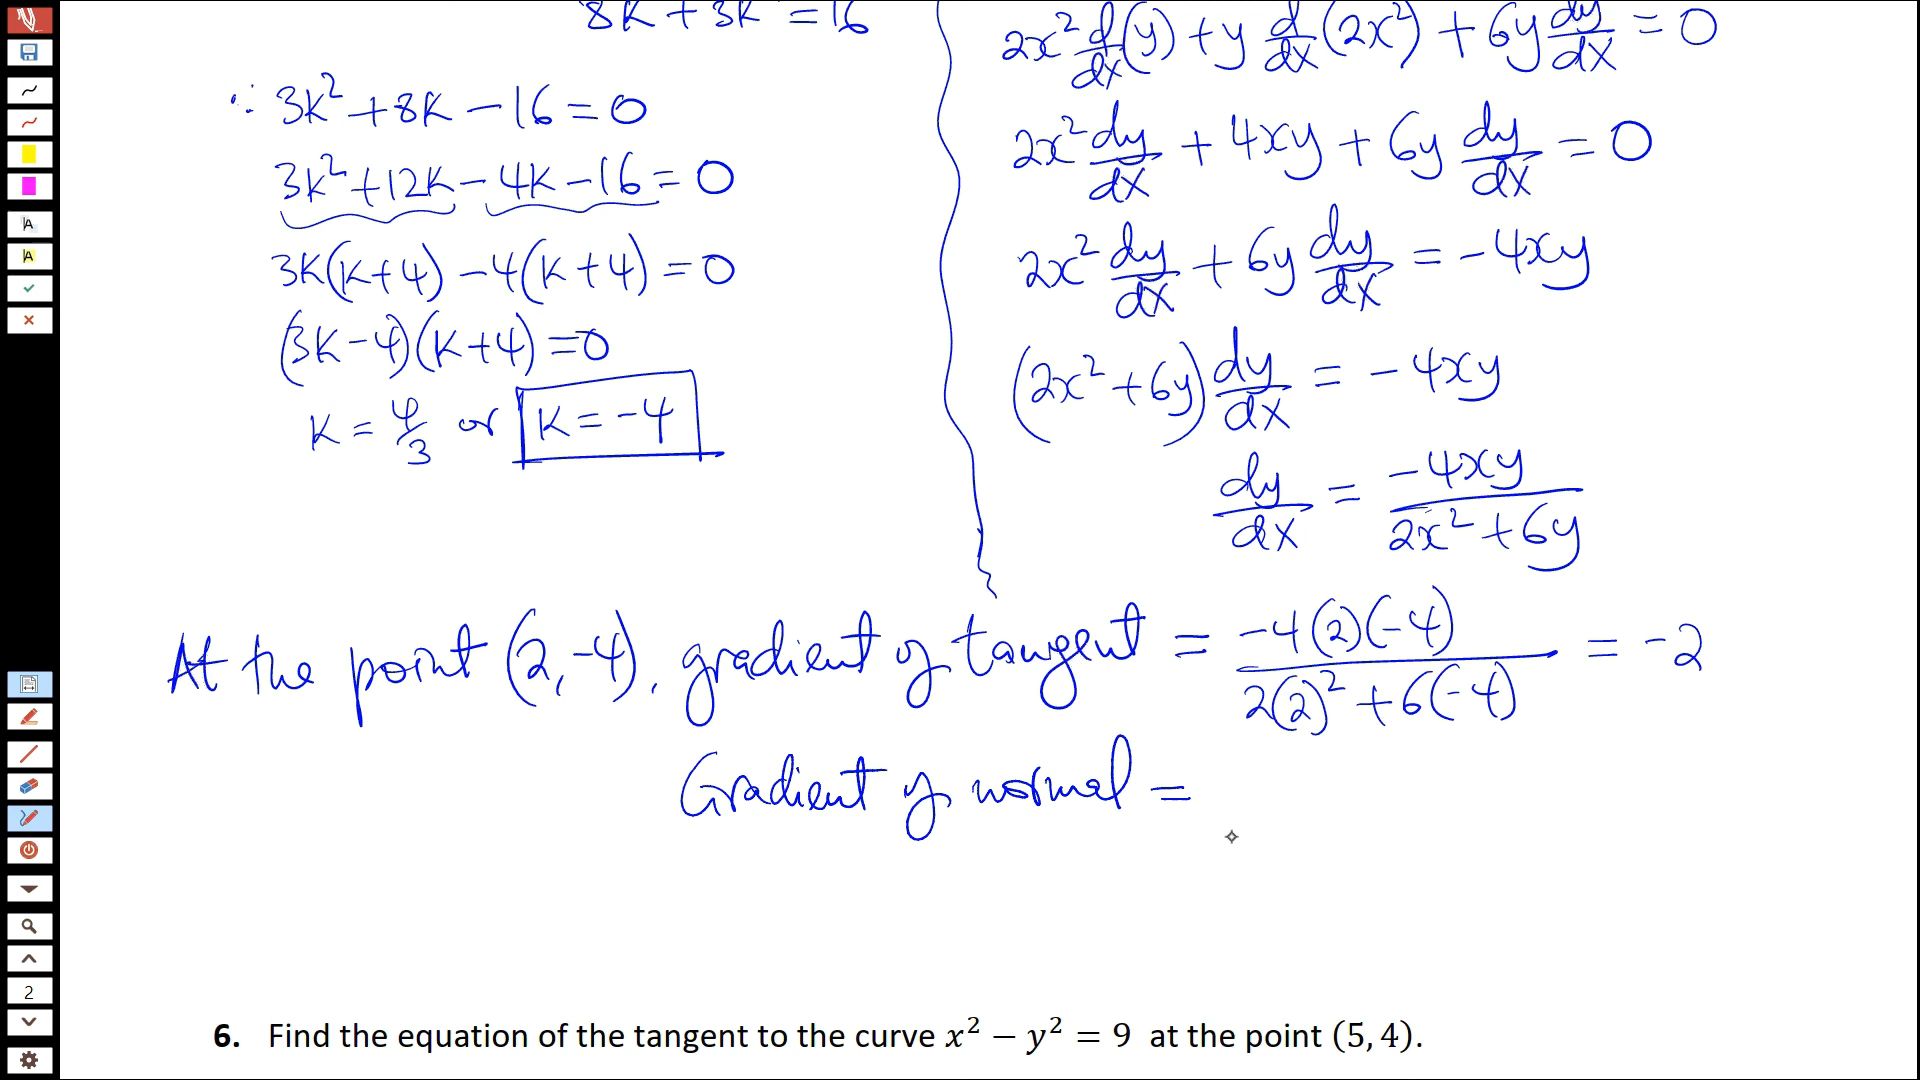 8k + 3k = 16
∵ 3k² + 8k − 16 = 0
3k² + 12k − 4k − 16 = 0
3k(k+4) − 4(k+4) = 0
(3k−4)(k+4) = 0
k = 4/3 or k = −4
2x² d/dx(y) + y d/dx(2x²) + 6y dy/dx = 0
2x² dy/dx + 4xy + 6y dy/dx = 0
2x² dy/dx + 6y dy/dx = −4xy
(2x² + 6y) dy/dx = −4xy
dy/dx = −4xy / 2x² + 6y
At the point (2,−4), gradient of tangent = −4(2)(−4) / 2(2)² + 6(−4) = −2
Gradient of normal =
6. Find the equation of the tangent to the curve x² − y² = 9 at the point (5, 4).
A
A
2